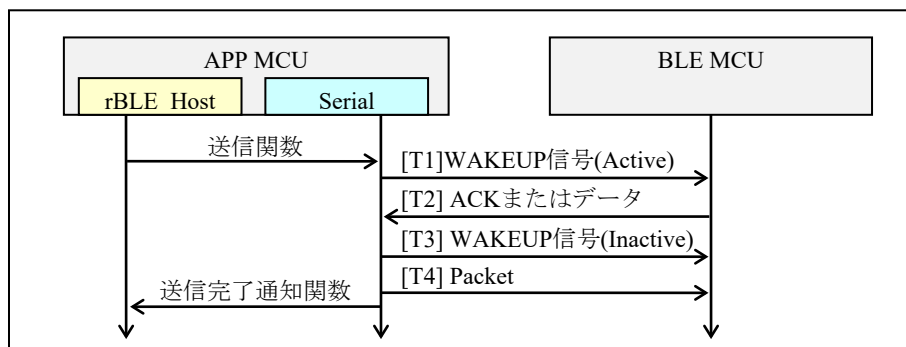 APP MCU
BLE MCU
rBLE_Host
Serial
送信関数
[T1]WAKEUP信号(Active)
[T2] ACKまたはデータ
[T3] WAKEUP信号(Inactive)
[T4] Packet
送信完了通知関数